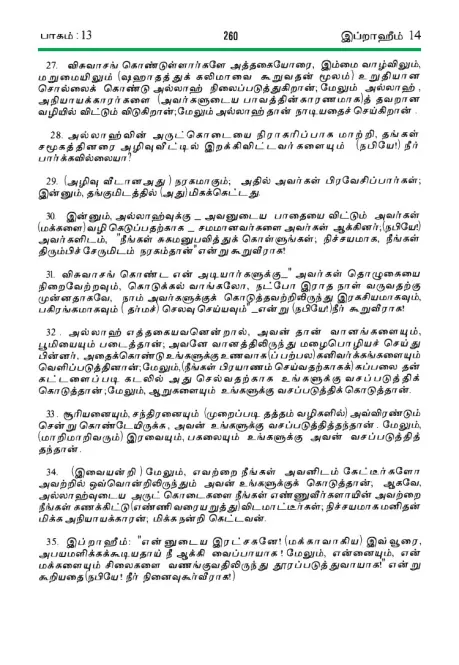 பாகம் : 13 260 இப்ராஹீம் 14
27. விசுவாசங் கொண்டுள்ளார்களே அத்தகையோரை, இம்மை வாழ்விலும்,
மறுமையிலும் (ஷஹாதத்துக் கலிமாவை கூறுவதன் மூலம்) உறுதியான
சொல்லைக் கொண்டு அல்லாஹ் நிலைப்படுத்துகிறான்; மேலும் அல்லாஹ் ,
அநியாயக்காரர்களை (அவர்களுடைய பாவத்தின்காரணமாக)த் தவறான
வழியில் விட்டும் விடுகிறான்;மேலும் அல்லாஹ் தான் நாடியதைச் செய்கிறான் .
28. அல்லாஹ்வின் அருட்கொடையை நிராகரிப்பாக மாற்றி, தங்கள்
சமூகத்தினரை அழிவு வீட்டில் இறக்கிவிட்டவர்களையும் (நபியே!) நீர்
பார்க்கவில்லையா?
29. (அழிவு வீடானஅது ) நரகமாகும்; அதில் அவர்கள் பிரவேசிப்பார்கள்;
இன்னும், தங்குமிடத்தில் (அது)மிகக்கெட்டது.
30. இன்னும், அல்லாஹ்வுக்கு _ அவனுடைய பாதையை விட்டும் அவர்கள்
(மக்களை) வழி கெடுப்பதற்காக _ சமமானவர்களை அவர்கள் ஆக்கினர்;(நபியே!)
அவர்களிடம், "நீங்கள் சுகமனுபவித்துக் கொள்ளுங்கள்; நிச்சயமாக, நீங்கள்
திரும்பிச் சேருமிடம் நரகம்தான்" என்று கூறுவீராக!
31. விசுவாசங் கொண்ட என் அடியார்களுக்கு_" அவர்கள் தொழுகையை
நிறைவேற்றவும், கொடுக்கல் வாங்கலோ, நட்போ இராத நாள் வருவதற்கு
முன்னதாகவே, நாம் அவர்களுக்குக் கொடுத்தவற்றிலிருந்து இரகசியமாகவும்,
பகிரங்கமாகவும் ( தர்மச் ) செலவு செய்யவும்" _என்று (நபியே!) நீர் கூறுவீராக!
32 . அல்லாஹ் எத்தகையவனென்றால், அவன் தான் வானங்களையும்,
பூமியையும் படைத்தான்; அவனே வானத்திலிருந்து மழைபொழியச் செய்து
பின்னர், அதைக்கொண்டு உங்களுக்கு உணவாக (ப் பற்பல)கனிவர்க்கங்களையும்
வெளிப்படுத்தினான்; மேலும், (நீங்கள் பிரயாணம் செய்வதற்காகக்) கப்பலை தன்
கட்டளைப்படி கடலில் அது செல்வதற்காக உங்களுக்கு வசப்படுத்திக்
கொடுத்தான் ;மேலும், ஆறுகளையும் உங்களுக்கு வசப்படுத்திக் கொடுத்தான்.
33 . சூரியனையும், சந்திரனையும் (முறைப்படி தத்தம் வழிகளில்) அவ்விரண்டும்
சென்று கொண்டேயிருக்க , அவன் உங்களுக்கு வசப்படுத்தித்தந்தான் . மேலும்,
(மாறிமாறிவரும்) இரவையும், பகலையும் உங்களுக்கு அவன் வசப்படுத்தித்
தந்தான் .
34. (இவையன்றி ) மேலும், எவற்றை நீங்கள் அவனிடம் கேட்டீர்களோ
அவற்றில் ஒவ்வொன்றிலிருந்தும் அவன் உங்களுக்குக் கொடுத்தான்; ஆகவே,
அல்லாஹ்வுடைய அருட் கொடைகளை நீங்கள் எண்ணுவீர்களாயின் அவற்றை
நீங்கள் கணக்கிட்டு(எண்ணி வரையறுத்து) விடமாட்டீர்கள்; நிச்சயமாக மனிதன்
மிக்க அநியாயக்காரன்; மிக்க நன்றி கெட்டவன்.
35. இப்றாஹீம்: "என்னுடைய இரட்சகனே! (மக்காவாகிய) இவ்வூரை,
அபயமளிக்கக்கூடியதாய் நீ ஆக்கி வைப்பாயாக! மேலும், என்னையும், என்
மக்களையும் சிலைகளை வணங்குவதிலிருந்து தூரப்படுத்துவாயாக!" என்று
கூறியதை (நபியே! நீர் நினைவு கூர்வீராக!)